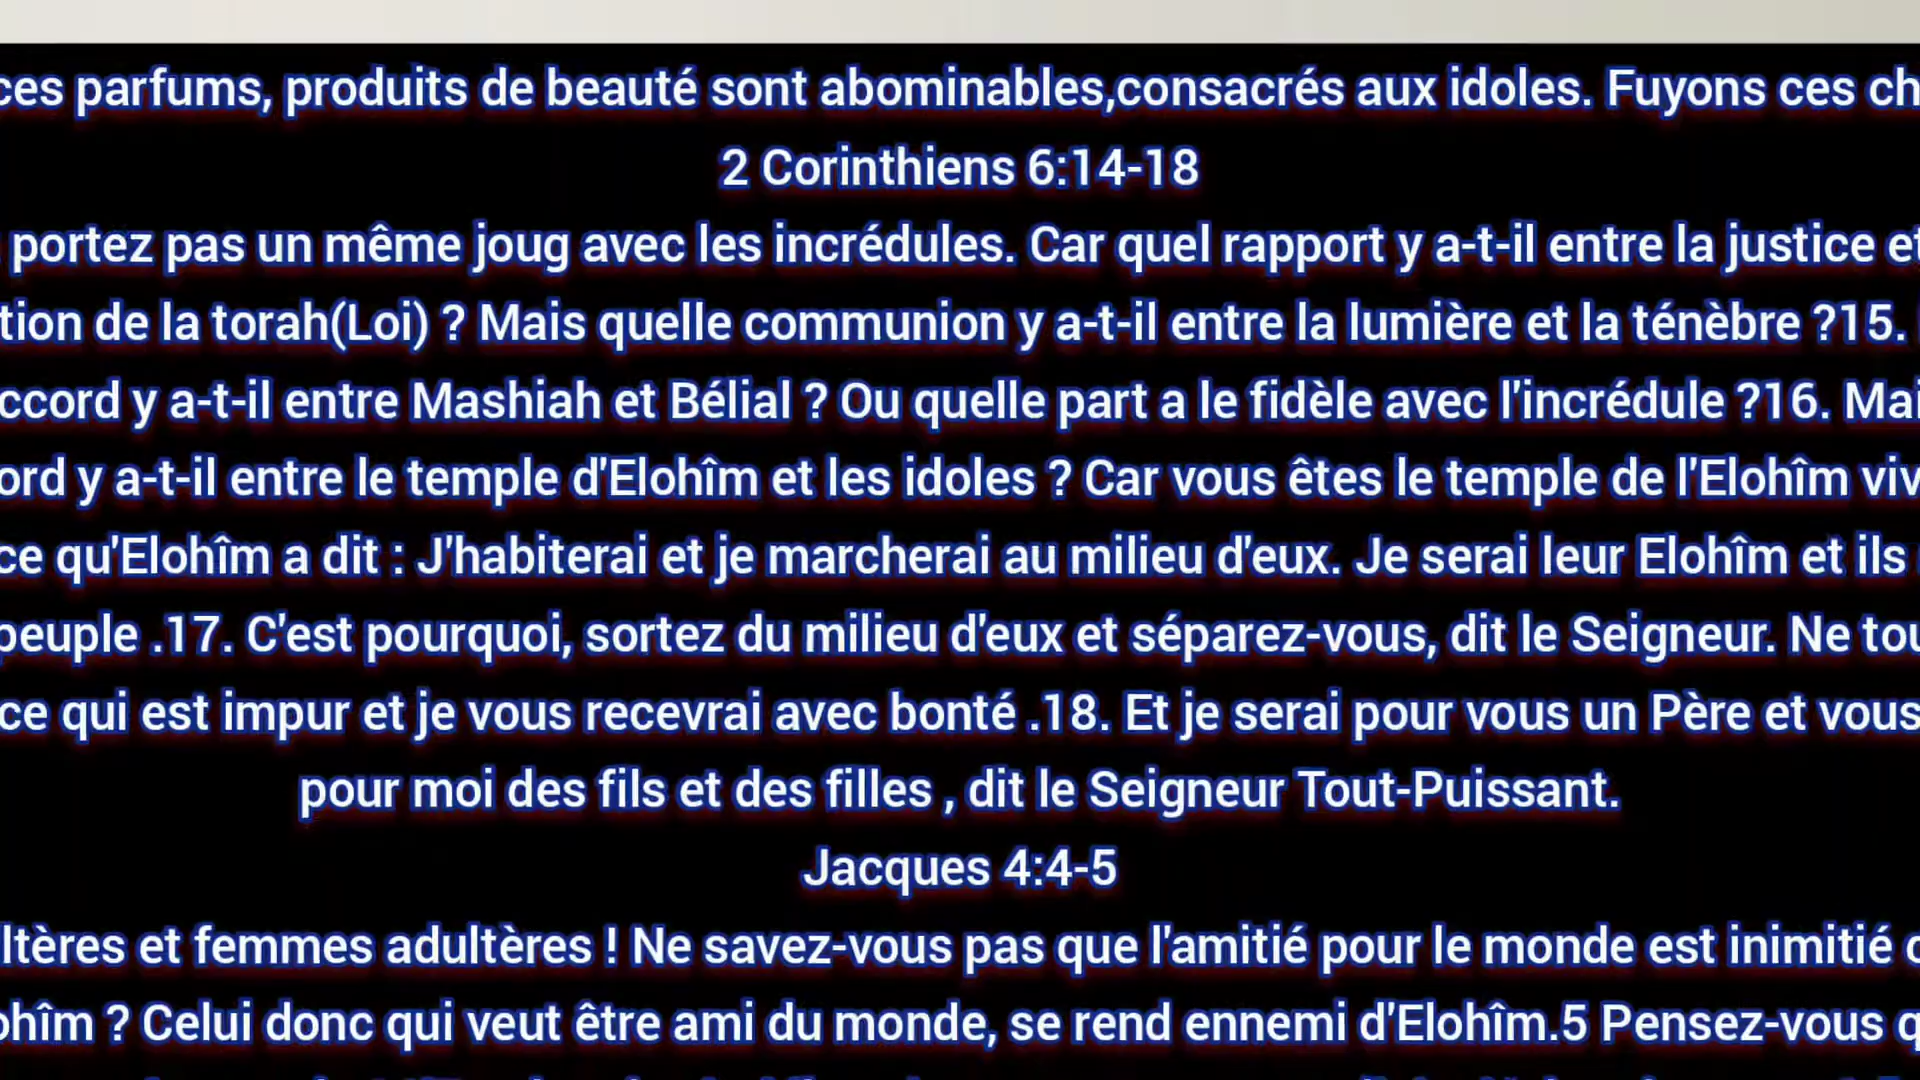 ces parfums, produits de beauté sont abominables,consacrés aux idoles. Fuyons ces ch
2 Corinthiens 6:14-18
portez pas un même joug avec les incrédules. Car quel rapport y a-t-il entre la justice et
tion de la torah(Loi) ? Mais quelle communion y a-t-il entre la lumière et la ténèbre ?15.
ccord y a-t-il entre Mashiah et Bélial ? Ou quelle part a le fidèle avec l'incrédule ?16. Mai
ord y a-t-il entre le temple d'Elohîm et les idoles ? Car vous êtes le temple de l'Elohîm viv
ce qu'Elohîm a dit : J'habiterai et je marcherai au milieu d'eux. Je serai leur Elohîm et ils
peuple .17. C'est pourquoi, sortez du milieu d'eux et séparez-vous, dit le Seigneur. Ne tou
ce qui est impur et je vous recevrai avec bonté .18. Et je serai pour vous un Père et vous
pour moi des fils et des filles , dit le Seigneur Tout-Puissant.
Jacques 4:4-5
ltères et femmes adultères ! Ne savez-vous pas que l'amitié pour le monde est inimitié c
ohîm ? Celui donc qui veut être ami du monde, se rend ennemi d'Elohîm.5 Pensez-vous q